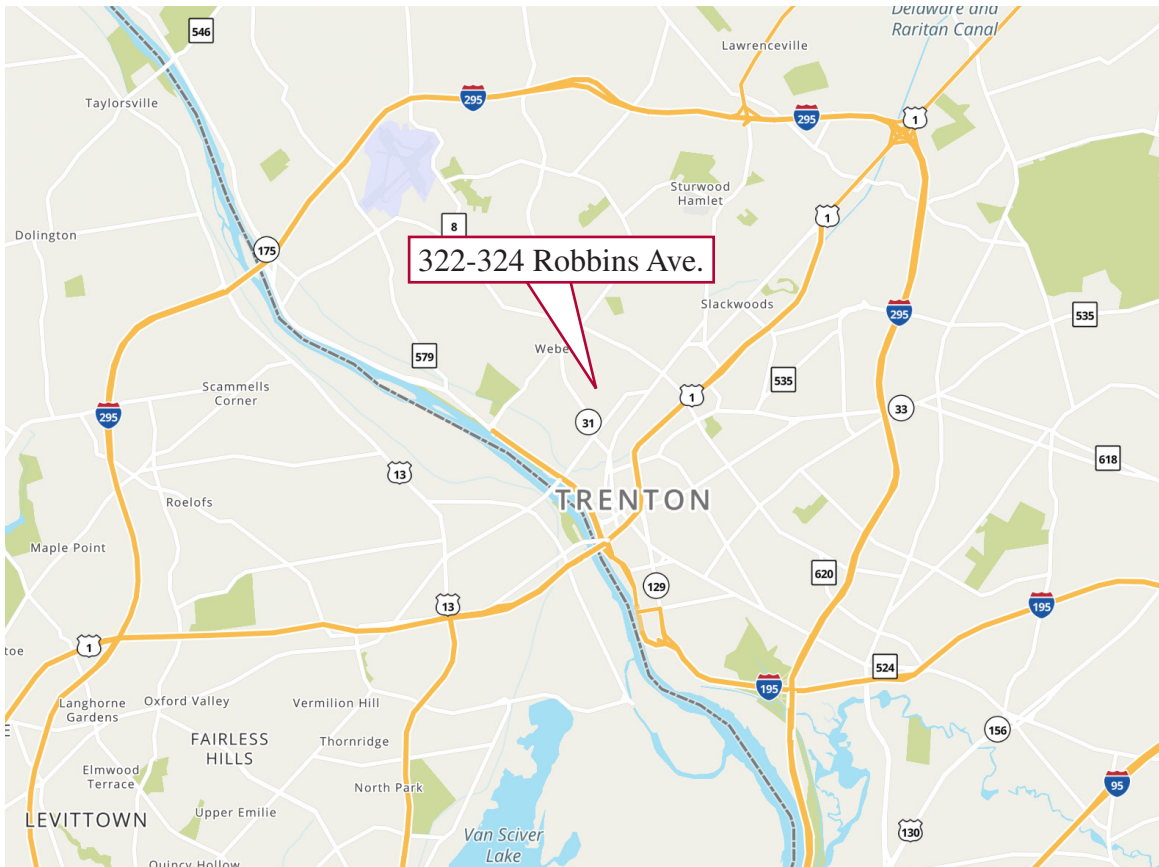 Delaware and
Raritan Canal
546
Lawrenceville
Taylorsville
295
295
1
Sturwood
Hamlet
8
1
Dolington
175
322-324 Robbins Ave.
Slackwoods
295
535
579
Webe
535
Scammells
Corner
1
33
295
31
618
13
TRENTON
Roelofs
Maple Point
620
129
13
195
1
toe
524
195
Langhorne
Gardens
Oxford Valley
Vermilion Hill
156
FAIRLESS
HILLS
Thornridge
E
Elmwood
Terrace
North Park
95
LEVITTOWN
Upper Emilie
130
Van Sciver
Lake
Quincy Hollow